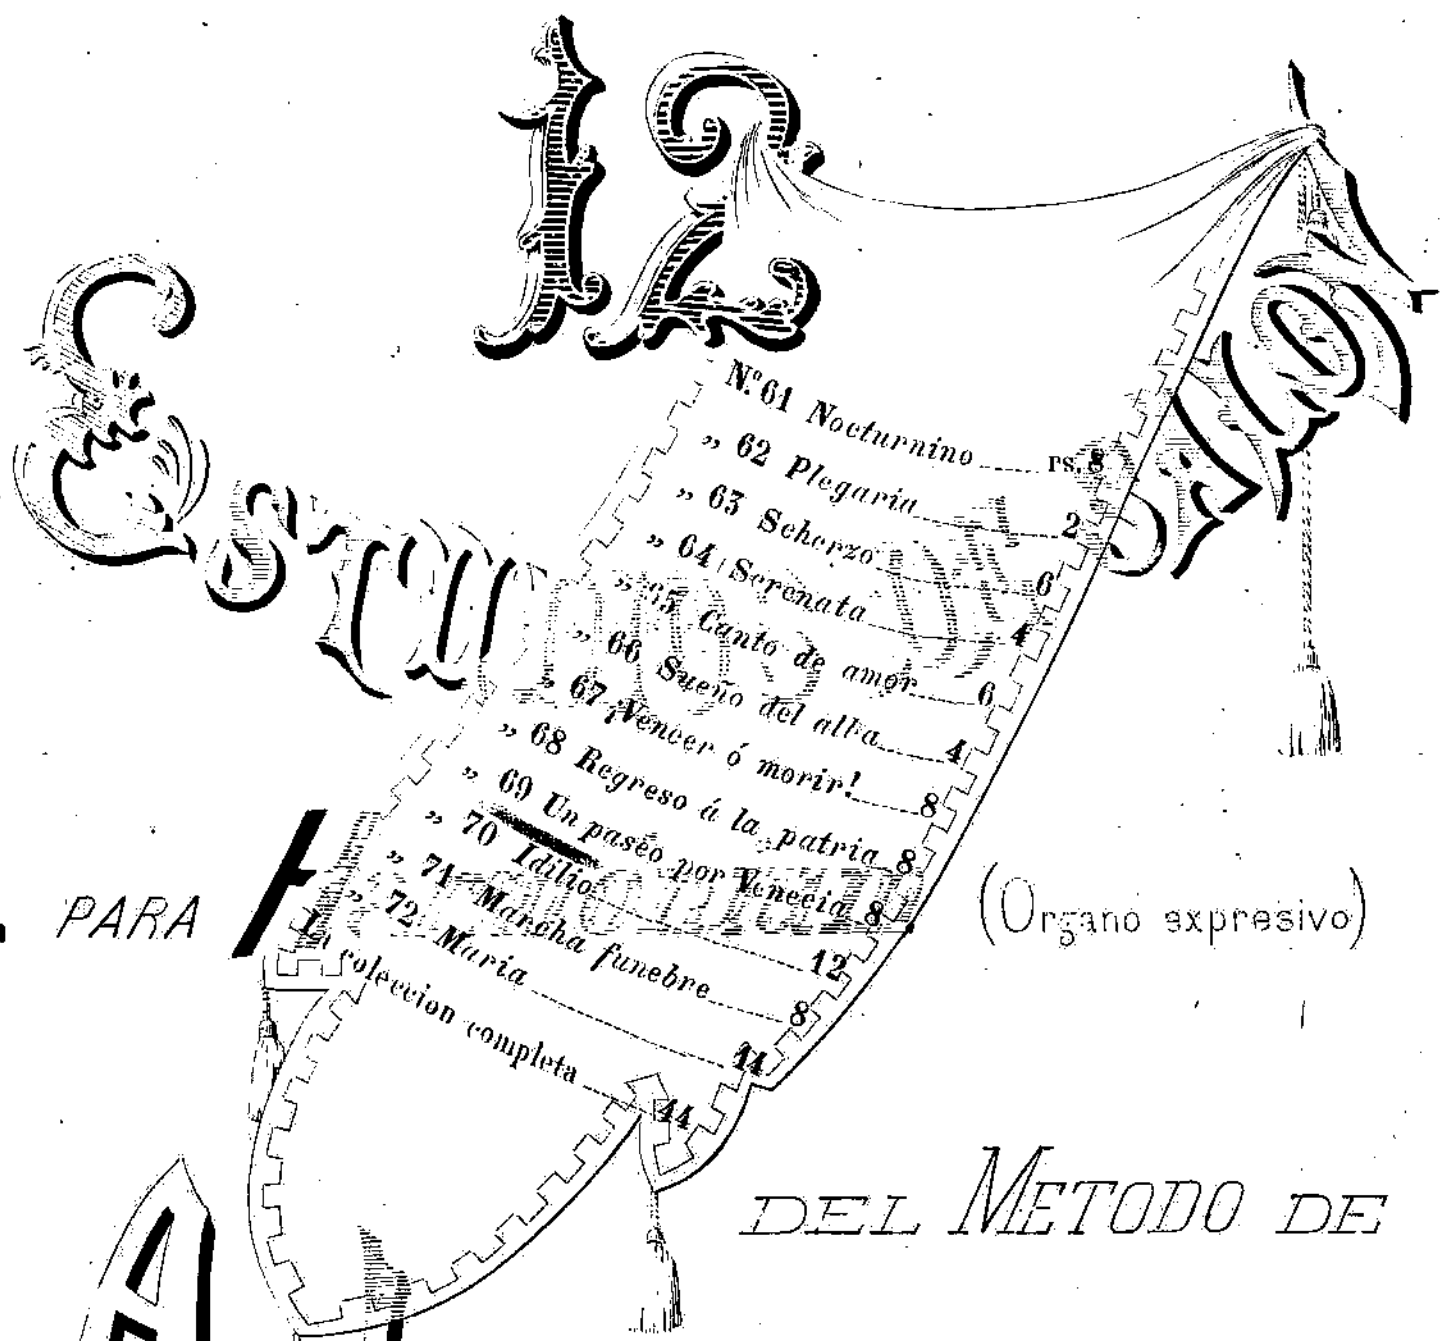 12
Estudios
N.º 61 Nocturnino rs. 8
„ 62 Plegaria 2
„ 63 Scherzo 6
„ 64 Serenata 4
„ 65 Canto de amor 6
„ 66 Sueño del alba 4
„ 67 ¡Vencer ó morir! 8
„ 68 Regreso á la patria 8
„ 69 Un paseo por Venecia 8
„ 70 Idilio 12
„ 71 Marcha funebre 8
„ 72 Maria 14
La coleccion completa 44
PARA
(Organo expresivo)
DEL METODO DE